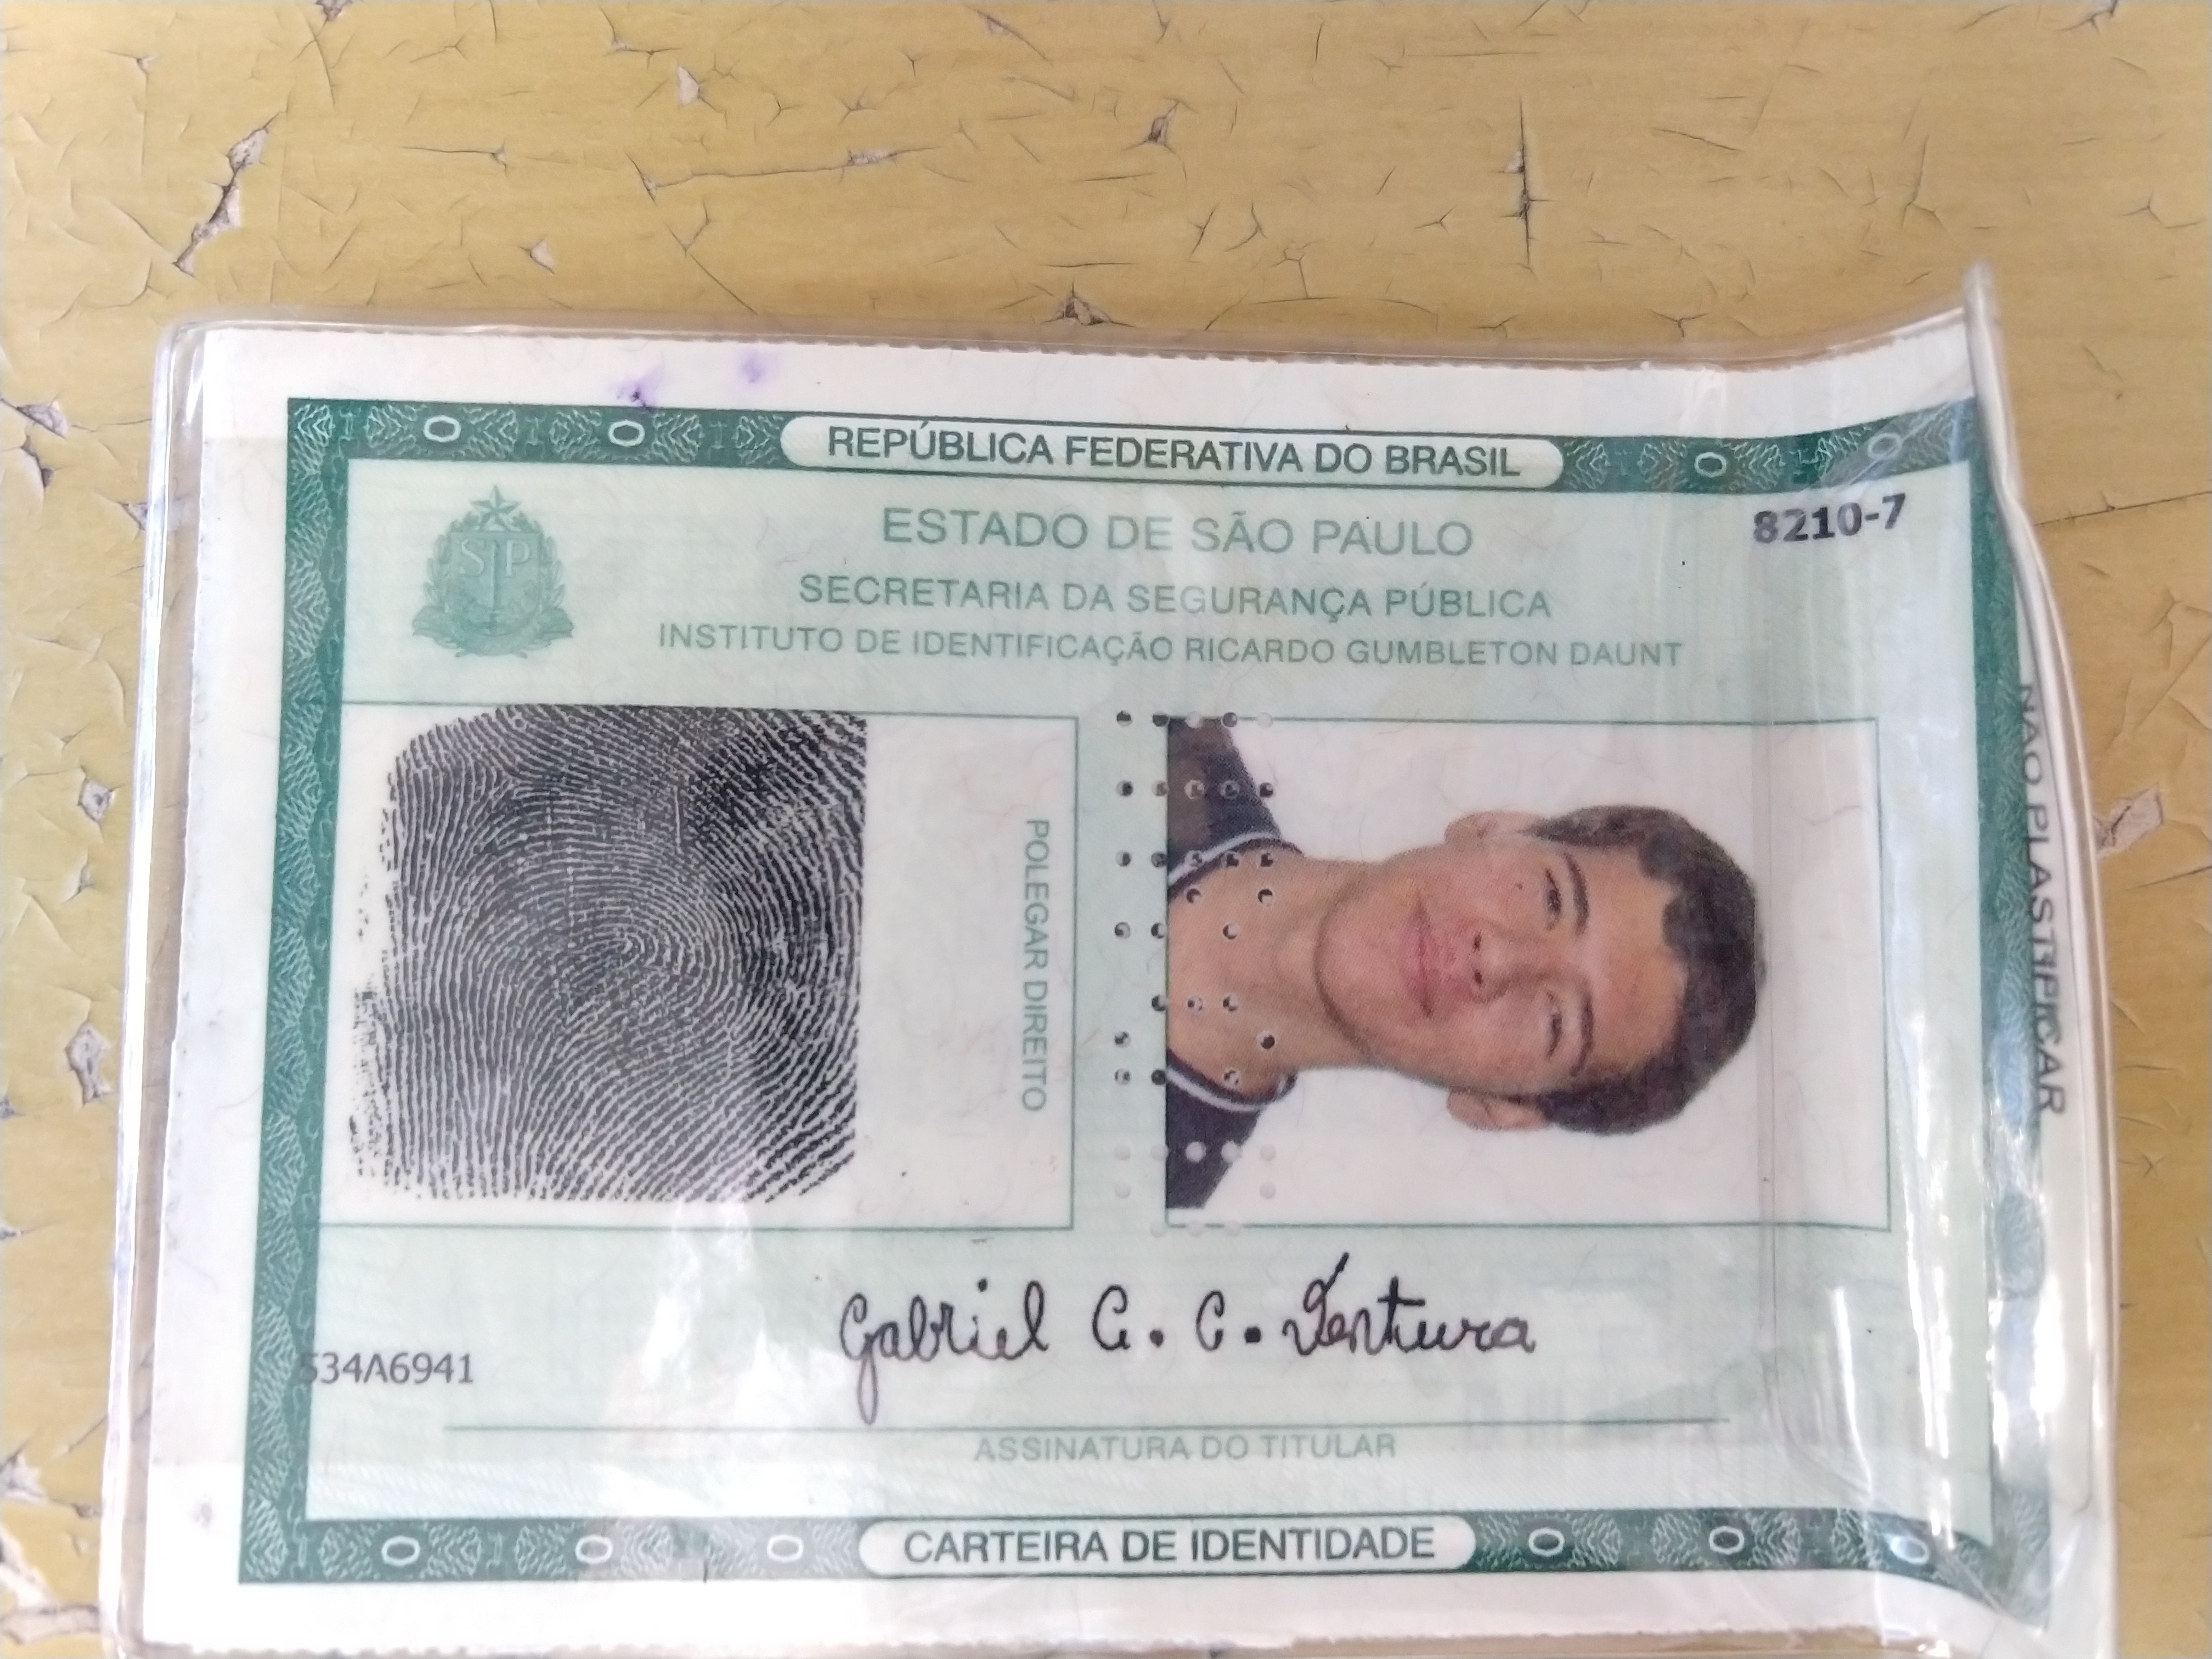 NÃO PLASTIFICAR
REPÚBLICA FEDERATIVA DO BRASIL
8210-7
ESTADO DE SÃO PAULO
SECRETARIA DA SEGURANÇA PÚBLICA
INSTITUTO DE IDENTIFICAÇÃO RICARDO GUMBLETON DAUNT
SP
POLEGAR DIREITO
Gabriel C. C.
534A6941
ASSINATURA DO TITULAR
CARTEIRA DE IDENTIDADE